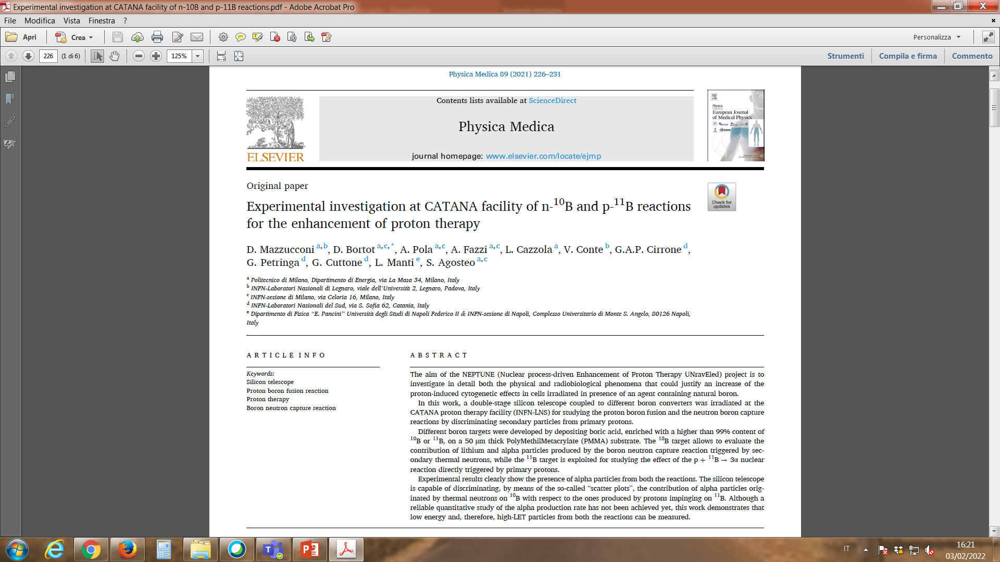 Experimental investigation at CATANA facility of n-10B and p-11B reactions.pdf - Adobe Acrobat Pro
File Modifica Vista Finestra ?
Apri Crea Personalizza
226 (1 di 6) 125% Strumenti Compila e firma Commento
Physica Medica 89 (2021) 226–231
Contents lists available at ScienceDirect
Physica Medica
journal homepage: www.elsevier.com/locate/ejmp
ELSEVIER
Physica
Medica
European Journal
of Medical Physics
Original paper
Check for
updates
Experimental investigation at CATANA facility of n-¹⁰B and p-¹¹B reactions
for the enhancement of proton therapy
D. Mazzucconi a,b, D. Bortot a,c,*, A. Pola a,c, A. Fazzi a,c, L. Cazzola a, V. Conte b, G.A.P. Cirrone d,
G. Petringa d, G. Cuttone d, L. Manti e, S. Agosteo a,c
a Politecnico di Milano, Dipartimento di Energia, via La Masa 34, Milano, Italy
b INFN-Laboratori Nazionali di Legnaro, viale dell'Università 2, Legnaro, Padova, Italy
c INFN-sezione di Milano, via Celoria 16, Milano, Italy
d INFN-Laboratori Nazionali del Sud, via S. Sofia 62, Catania, Italy
e Dipartimento di Fisica “E. Pancini” Università degli Studi di Napoli Federico II & INFN-sezione di Napoli, Complesso Universitario di Monte S. Angelo, 80126 Napoli,
Italy
ARTICLE INFO
Keywords:
Silicon telescope
Proton boron fusion reaction
Proton therapy
Boron neutron capture reaction
ABSTRACT
The aim of the NEPTUNE (Nuclear process-driven Enhancement of Proton Therapy UNravEled) project is to
investigate in detail both the physical and radiobiological phenomena that could justify an increase of the
proton-induced cytogenetic effects in cells irradiated in presence of an agent containing natural boron.
In this work, a double-stage silicon telescope coupled to different boron converters was irradiated at the
CATANA proton therapy facility (INFN-LNS) for studying the proton boron fusion and the neutron boron capture
reactions by discriminating secondary particles from primary protons.
Different boron targets were developed by depositing boric acid, enriched with a higher than 99% content of
¹⁰B or ¹¹B, on a 50 µm thick PolyMethilMetacrylate (PMMA) substrate. The ¹⁰B target allows to evaluate the
contribution of lithium and alpha particles produced by the boron neutron capture reaction triggered by sec-
ondary thermal neutrons, while the ¹¹B target is exploited for studying the effect of the p + ¹¹B → 3α nuclear
reaction directly triggered by primary protons.
Experimental results clearly show the presence of alpha particles from both the reactions. The silicon telescope
is capable of discriminating, by means of the so-called “scatter plots”, the contribution of alpha particles orig-
inated by thermal neutrons on ¹⁰B with respect to the ones produced by protons impinging on ¹¹B. Although a
reliable quantitative study of the alpha production rate has not been achieved yet, this work demonstrates that
low energy and, therefore, high-LET particles from both the reactions can be measured.
IT 16:21
03/02/2022